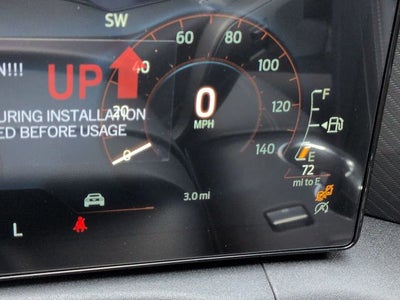 SW
N!!!
UP
URING INSTALLATION
ED BEFORE USAGE
0
20
40
60
80
100
120
140
0
MPH
F
E
72
mi to E
3.0 mi
L